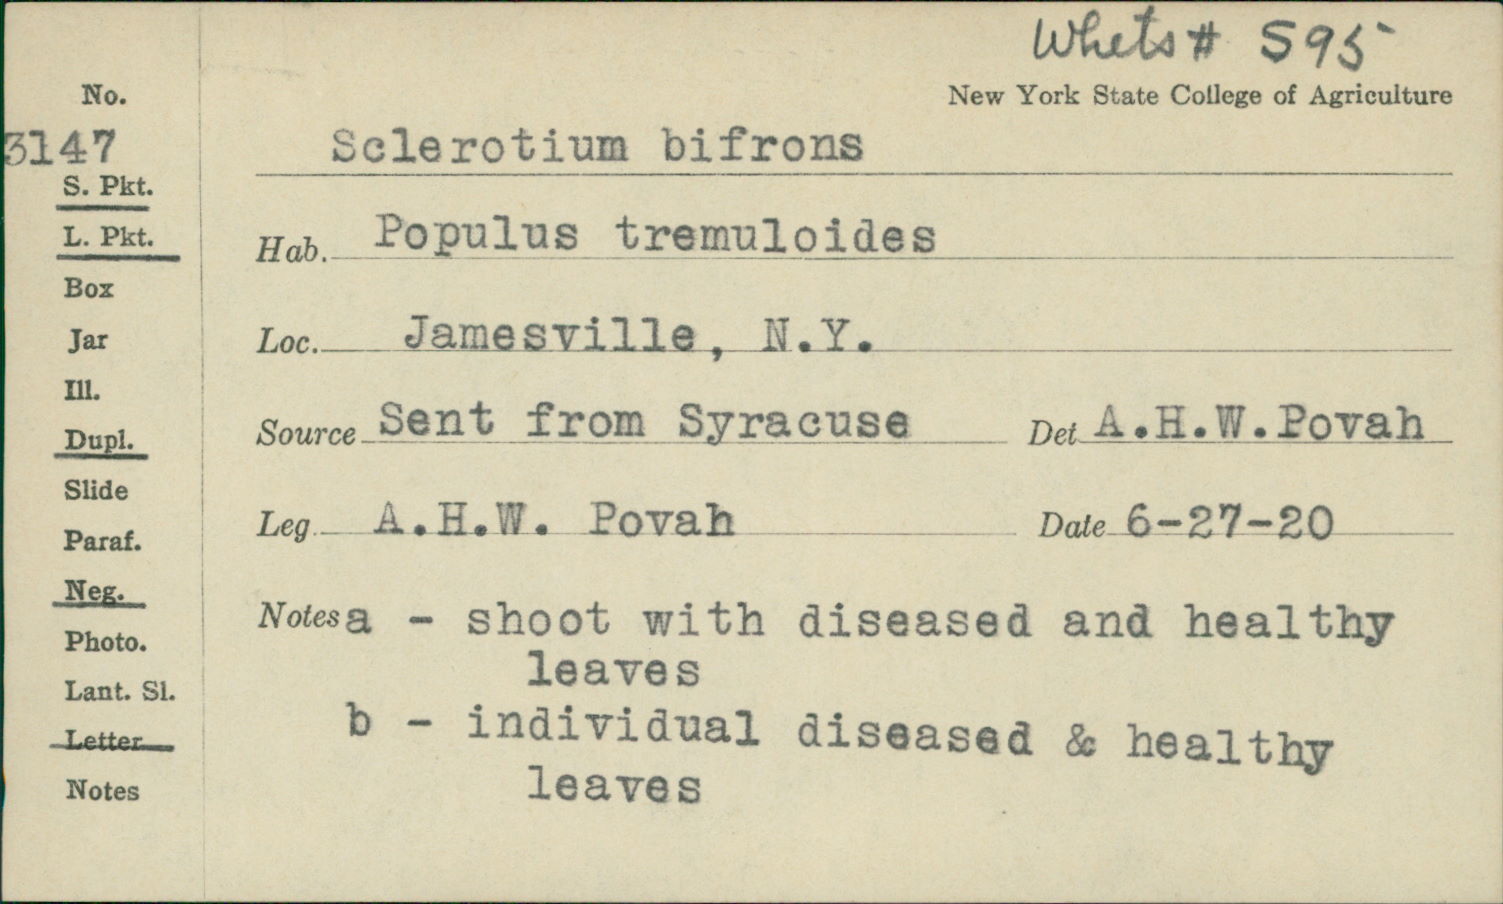 Whets# 595
No.
New York State College of Agriculture
3147
Sclerotium bifrons
S. Pkt.
L. Pkt.
Hab. Populus tremuloides
Box
Jar
Loc. Jamesville, N.Y.
Ill.
Dupl.
Source Sent from Syracuse Det A.H.W.Povah
Slide
Leg A.H.W. Povah Date 6-27-20
Paraf.
Neg.
Notes a - shoot with diseased and healthy
leaves
Photo.
Lant. Sl.
b - individual diseased & healthy
leaves
Letter
Notes